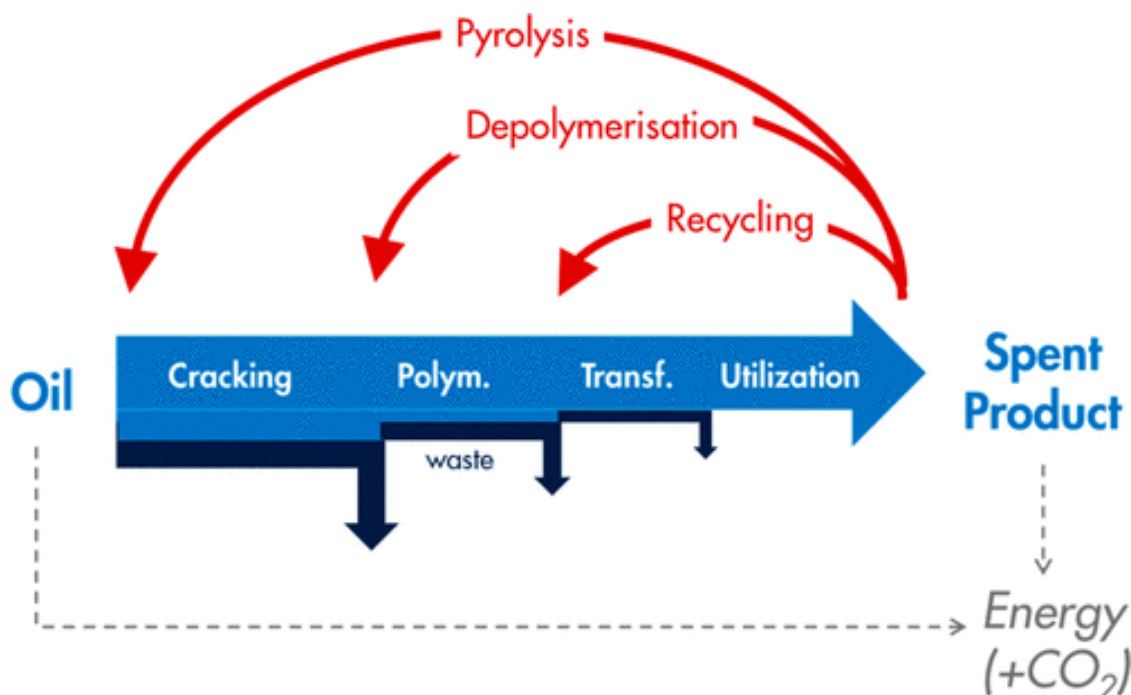 Pyrolysis
Depolymerisation
Recycling
Oil
Cracking
Polym.
Transf.
Utilization
Spent
Product
waste
Energy
(+CO₂)